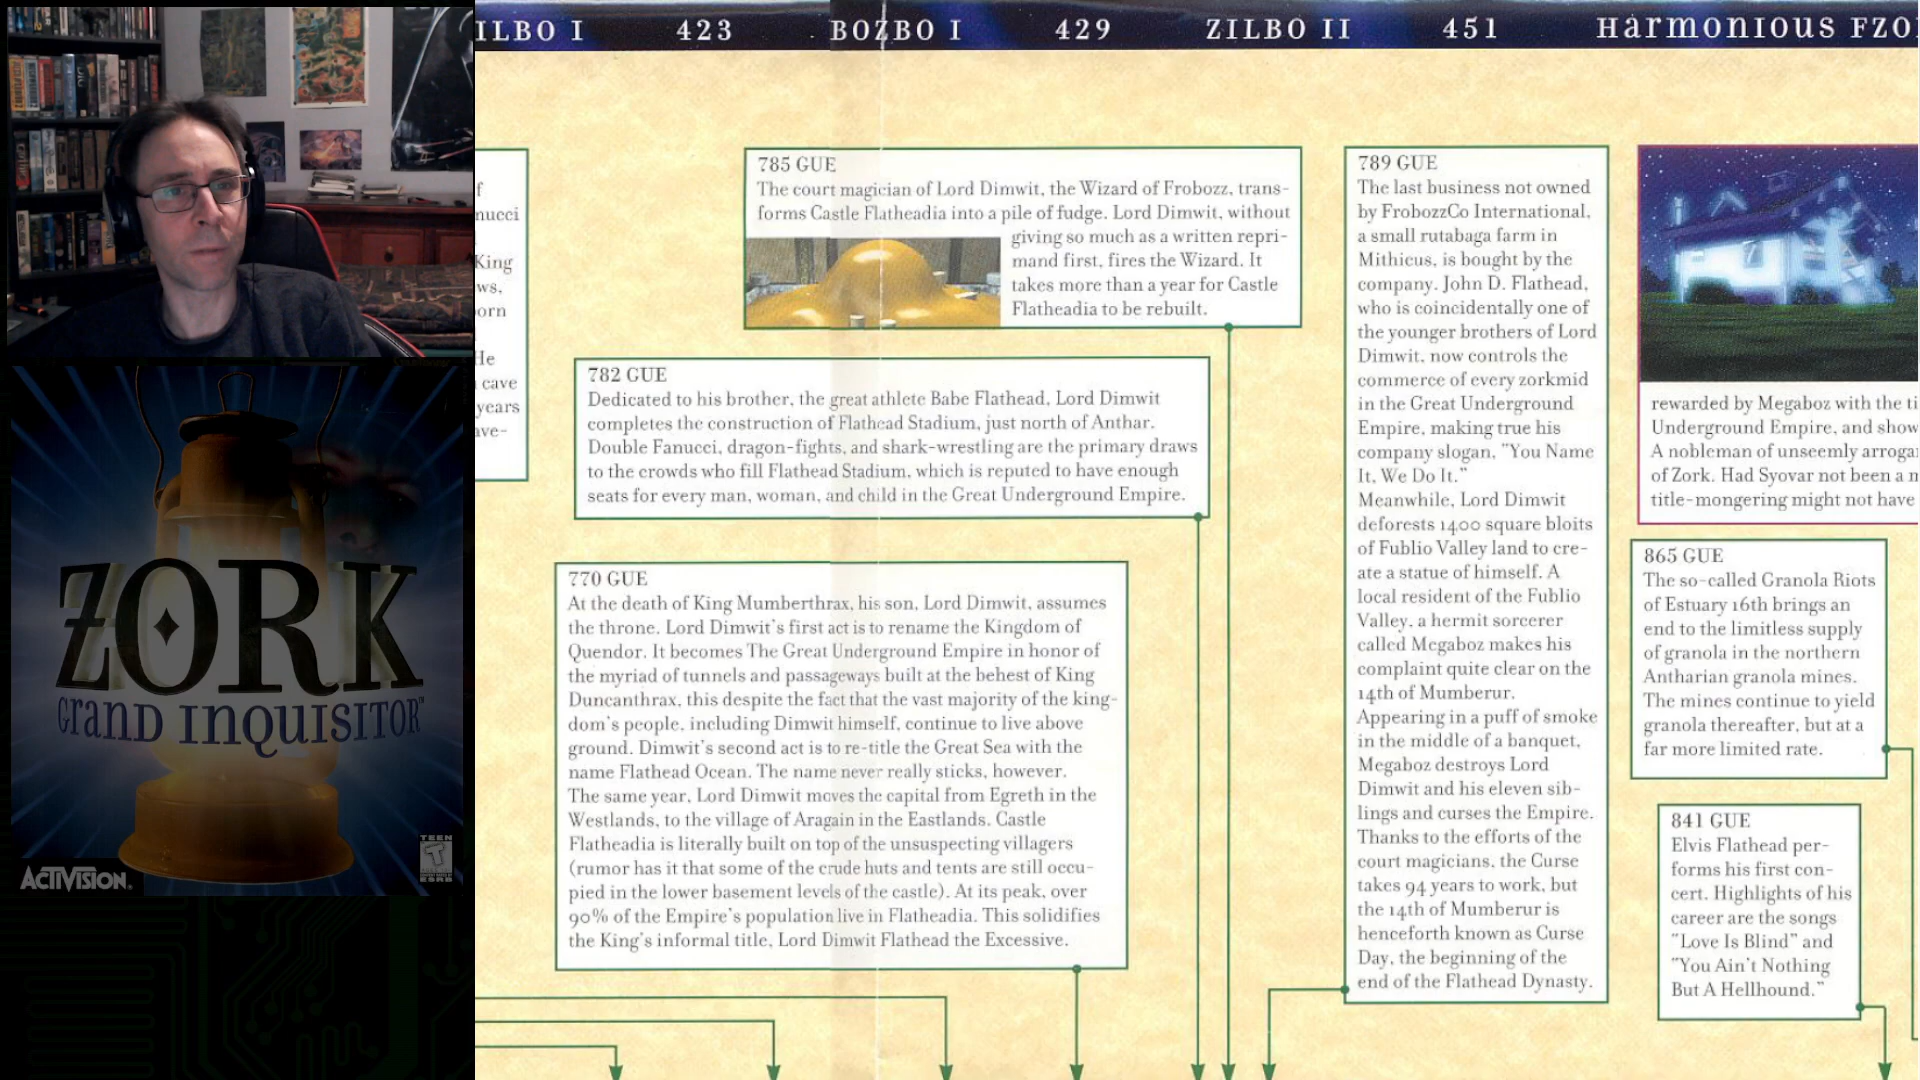 ILBO I 423 BOZBO I 429 ZILBO II 451 Harmonious FZO
f
nucci
King
ws,
orn
He
cave
years
ave-
785 GUE
The court magician of Lord Dimwit, the Wizard of Frobozz, trans-
forms Castle Flatheadia into a pile of fudge. Lord Dimwit, without
giving so much as a written repri-
mand first, fires the Wizard. It
takes more than a year for Castle
Flatheadia to be rebuilt.
782 GUE
Dedicated to his brother, the great athlete Babe Flathead, Lord Dimwit
completes the construction of Flathead Stadium, just north of Anthar.
Double Fanucci, dragon-fights, and shark-wrestling are the primary draws
to the crowds who fill Flathead Stadium, which is reputed to have enough
seats for every man, woman, and child in the Great Underground Empire.
770 GUE
At the death of King Mumberthrax, his son, Lord Dimwit, assumes
the throne. Lord Dimwit's first act is to rename the Kingdom of
Quendor. It becomes The Great Underground Empire in honor of
the myriad of tunnels and passageways built at the behest of King
Duncanthrax, this despite the fact that the vast majority of the king-
dom's people, including Dimwit himself, continue to live above
ground. Dimwit's second act is to re-title the Great Sea with the
name Flathead Ocean. The name never really sticks, however.
The same year, Lord Dimwit moves the capital from Egreth in the
Westlands, to the village of Aragain in the Eastlands. Castle
Flatheadia is literally built on top of the unsuspecting villagers
(rumor has it that some of the crude huts and tents are still occu-
pied in the lower basement levels of the castle). At its peak, over
90% of the Empire's population live in Flatheadia. This solidifies
the King's informal title, Lord Dimwit Flathead the Excessive.
789 GUE
The last business not owned
by FrobozzCo International,
a small rutabaga farm in
Mithicus, is bought by the
company. John D. Flathead,
who is coincidentally one of
the younger brothers of Lord
Dimwit, now controls the
commerce of every zorkmid
in the Great Underground
Empire, making true his
company slogan, "You Name
It, We Do It."
Meanwhile, Lord Dimwit
deforests 1400 square bloits
of Fublio Valley land to cre-
ate a statue of himself. A
local resident of the Fublio
Valley, a hermit sorcerer
called Megaboz makes his
complaint quite clear on the
14th of Mumberur.
Appearing in a puff of smoke
in the middle of a banquet,
Megaboz destroys Lord
Dimwit and his eleven sib-
lings and curses the Empire.
Thanks to the efforts of the
court magicians, the Curse
takes 94 years to work, but
the 14th of Mumberur is
henceforth known as Curse
Day, the beginning of the
end of the Flathead Dynasty.
rewarded by Megaboz with the ti
Underground Empire, and show
A nobleman of unseemly arroga
of Zork. Had Syovar not been a m
title-mongering might not have
865 GUE
The so-called Granola Riots
of Estuary 16th brings an
end to the limitless supply
of granola in the northern
Antharian granola mines.
The mines continue to yield
granola thereafter, but at a
far more limited rate.
841 GUE
Elvis Flathead per-
forms his first con-
cert. Highlights of his
career are the songs
"Love Is Blind" and
"You Ain't Nothing
But A Hellhound."
ZORK
Grand Inquisitor™
ACTIVISION.
TEEN
T
ESRB